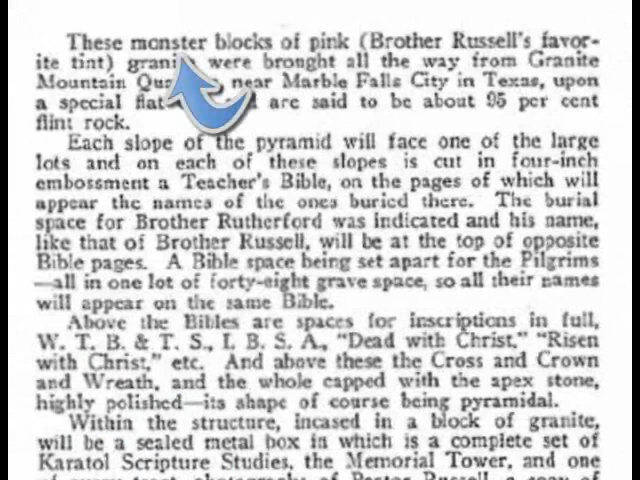 These monster blocks of pink (Brother Russell's favor-
ite tint) granite were brought all the way from Granite
Mountain near Marble Falls City in Texas, upon
a special are said to be about 95 per cent
flint rock.
Each slope of the pyramid will face one of the large
lots and on each of these slopes is cut in four-inch
embossment a Teacher's Bible, on the pages of which will
appear the names of the ones buried there. The burial
space for Brother Rutherford was indicated and his name,
like that of Brother Russell, will be at the top of opposite
Bible pages. A Bible space being set apart for the Pilgrims
—all in one lot of forty-eight grave space, so all their names
will appear on the same Bible.
Above the Bibles are spaces for inscriptions in full,
W. T. B. & T. S., I. B. S. A., "Dead with Christ," "Risen
with Christ," etc. And above these the Cross and Crown
and Wreath, and the whole capped with the apex stone,
highly polished—its shape of course being pyramidal.
Within the structure, incased in a block of granite,
will be a sealed metal box in which is a complete set of
Karatol Scripture Studies, the Memorial Tower, and one